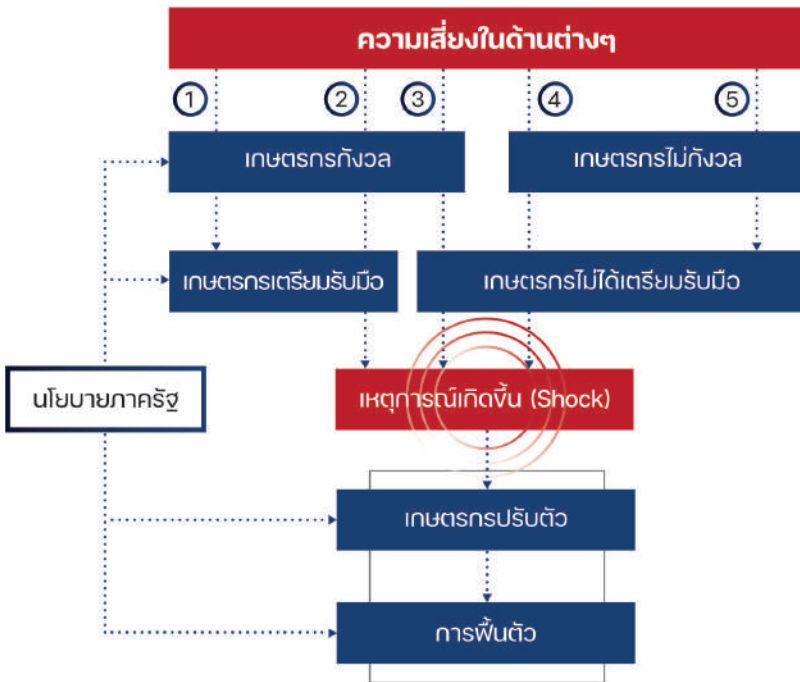 ความเสี่ยงในด้านต่างๆ
1 2 3 4 5
เกษตรกรกังวล เกษตรกรไม่กังวล
เกษตรกรเตรียมรับมือ เกษตรกรไม่ได้เตรียมรับมือ
นโยบายภาครัฐ
เหตุการณ์เกิดขึ้น (Shock)
เกษตรกรปรับตัว
การฟื้นตัว